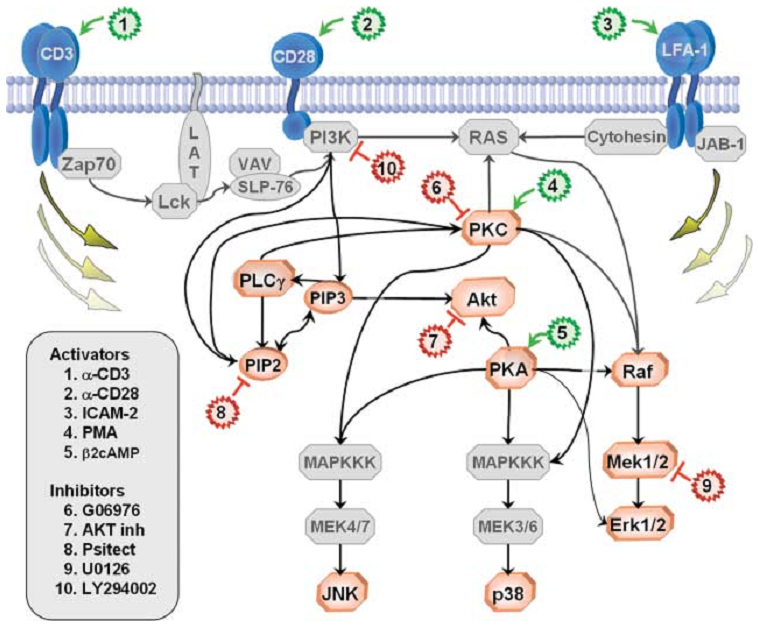 1
2
3
CD3
CD28
LFA-1
PI3K
RAS
Cytohesin
JAB-1
LAT
Zap70
VAV
SLP-76
Lck
10
6
4
PKC
PLCγ
PIP3
Akt
7
5
PIP2
PKA
Raf
8
MAPKKK
MAPKKK
Mek1/2
9
MEK4/7
MEK3/6
Erk1/2
JNK
p38
Activators
1. α-CD3
2. α-CD28
3. ICAM-2
4. PMA
5. β2cAMP
Inhibitors
6. G06976
7. AKT inh
8. Psitect
9. U0126
10. LY294002